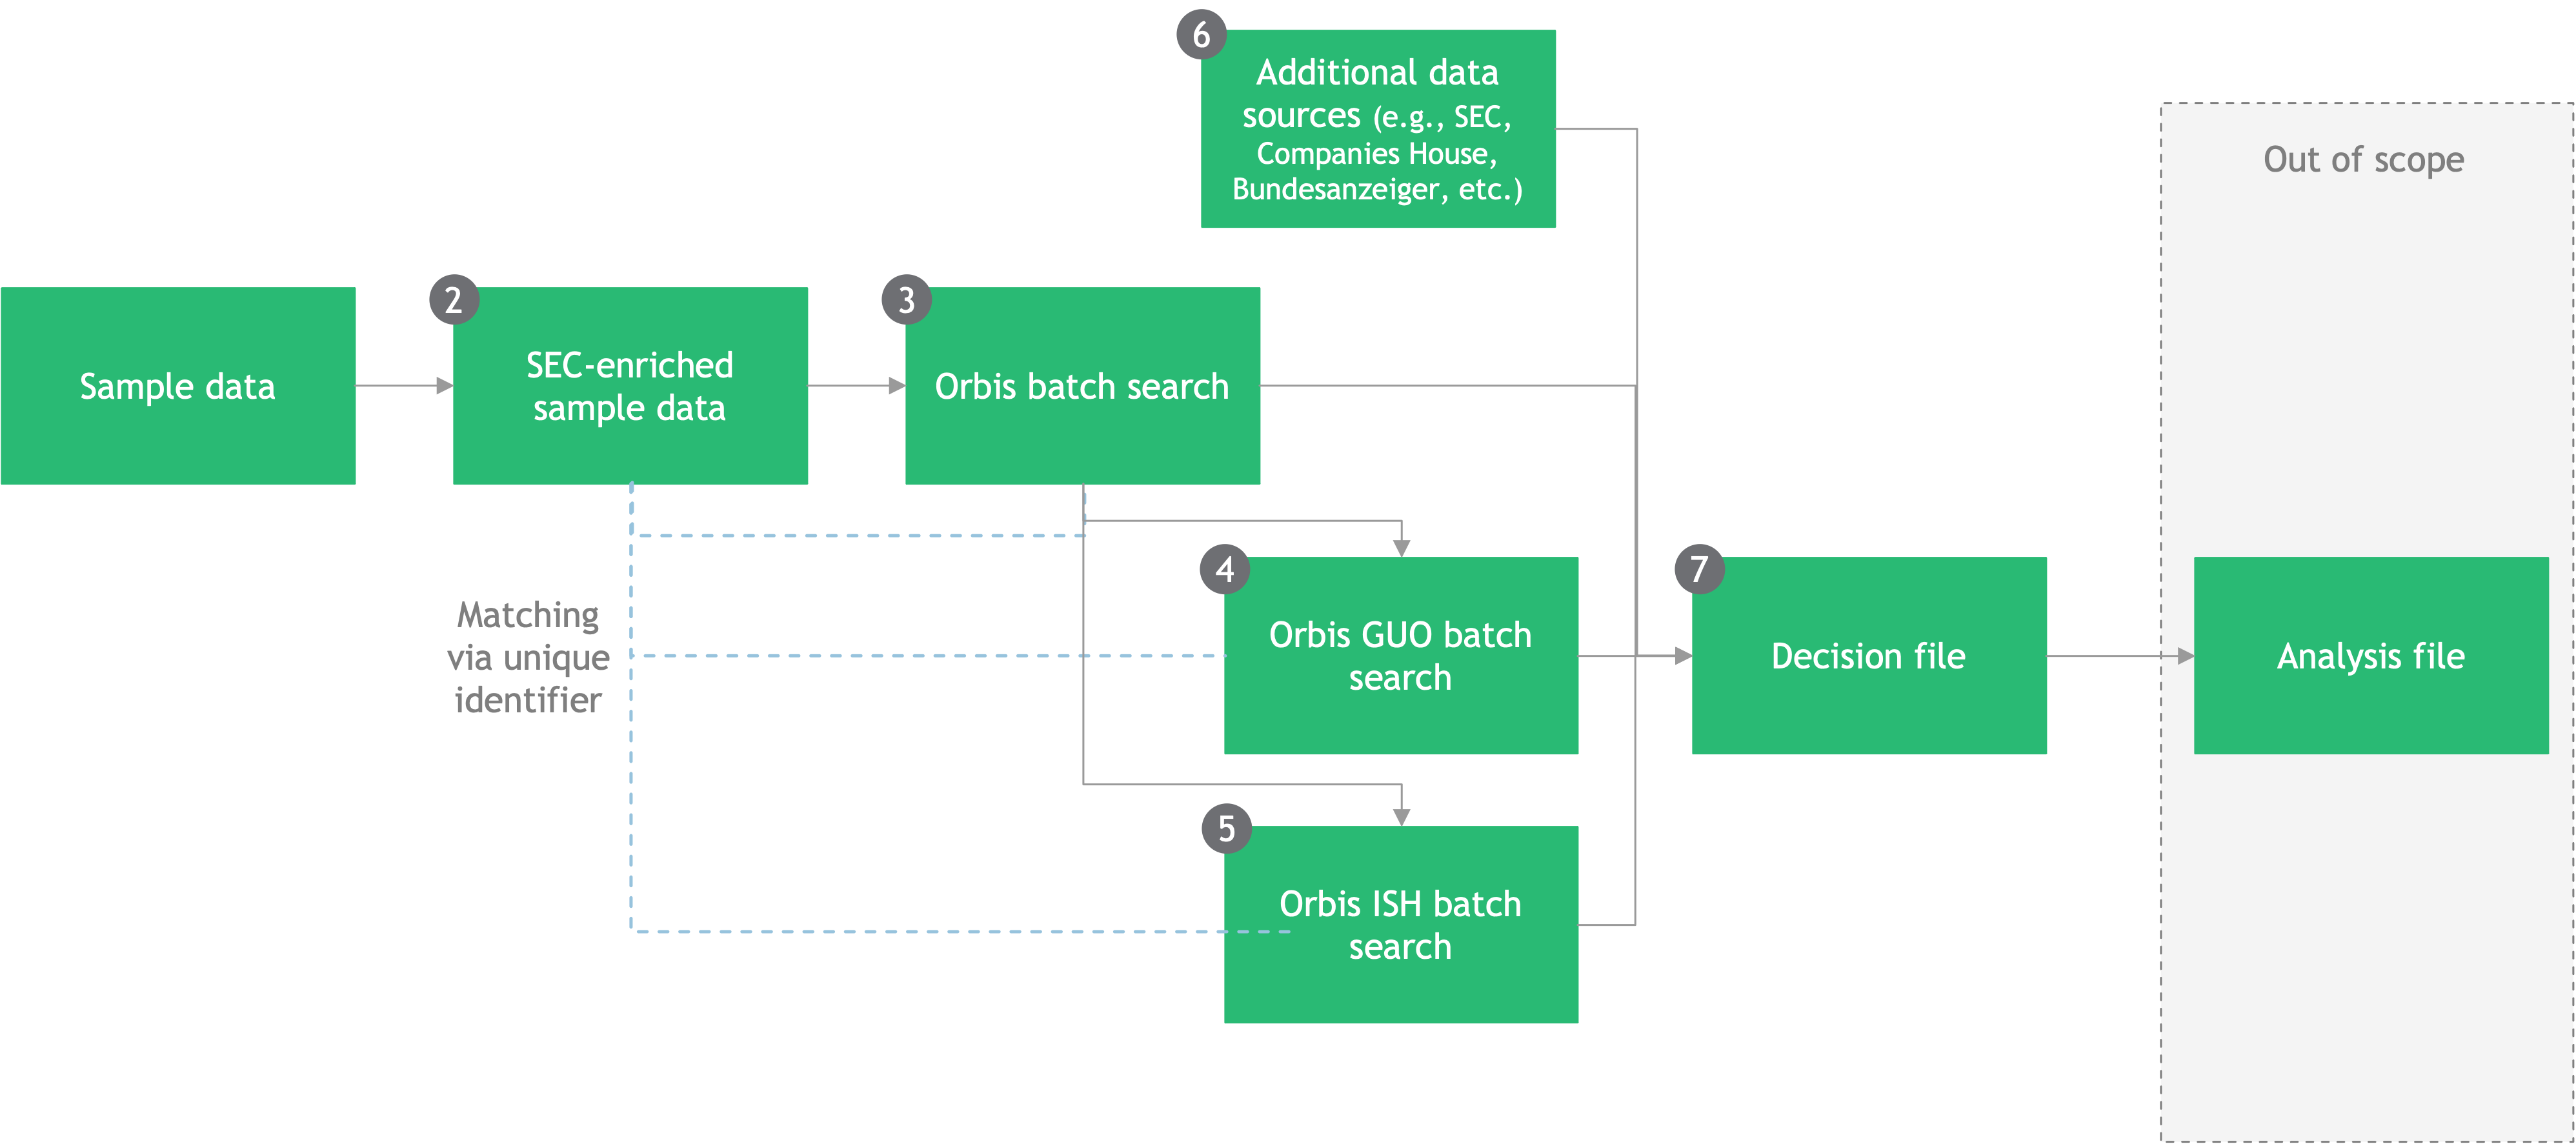 6
Additional data
sources (e.g., SEC,
Companies House,
Bundesanzeiger, etc.)
Out of scope
Sample data
2
SEC-enriched
sample data
3
Orbis batch search
Matching
via unique
identifier
4
Orbis GUO batch
search
7
Decision file
Analysis file
5
Orbis ISH batch
search